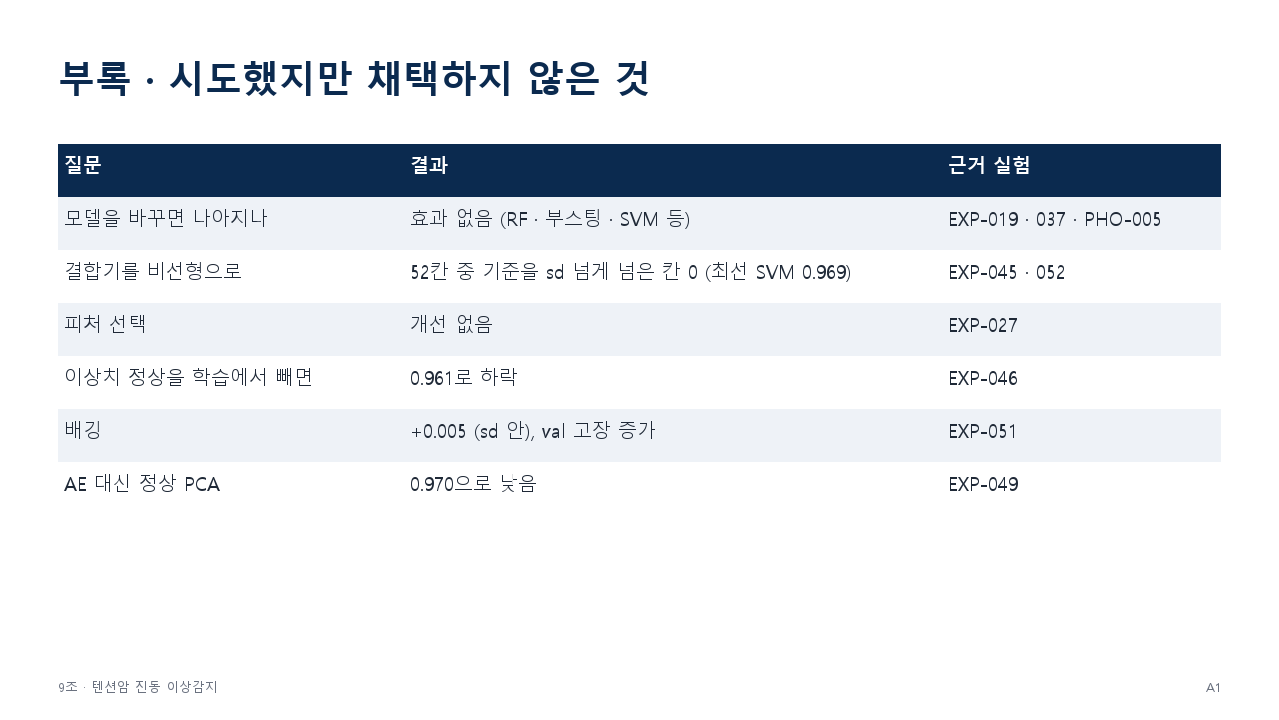 부록 · 시도했지만 채택하지 않은 것
질문 결과 근거 실험
모델을 바꾸면 나아지나 효과 없음 (RF · 부스팅 · SVM 등) EXP-019 · 037 · PHO-005
결합기를 비선형으로 52칸 중 기준을 sd 넘게 넘은 칸 0 (최선 SVM 0.969) EXP-045 · 052
피처 선택 개선 없음 EXP-027
이상치 정상을 학습에서 빼면 0.961로 하락 EXP-046
배깅 +0.005 (sd 안), val 고장 증가 EXP-051
AE 대신 정상 PCA 0.970으로 낮음 EXP-049
9조 · 텐션암 진동 이상감지 A1